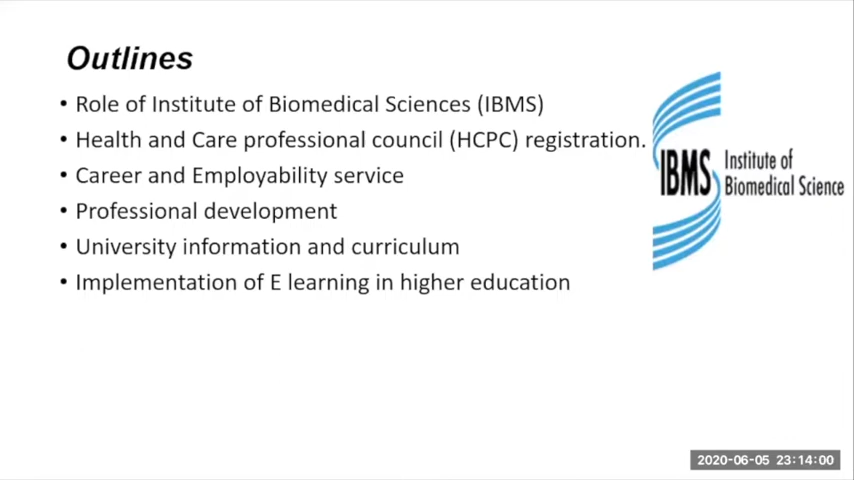 Outlines
• Role of Institute of Biomedical Sciences (IBMS)
• Health and Care professional council (HCPC) registration.
• Career and Employability service
• Professional development
• University information and curriculum
• Implementation of E learning in higher education
IBMS Institute of
Biomedical Science
2020-06-05 23:14:00